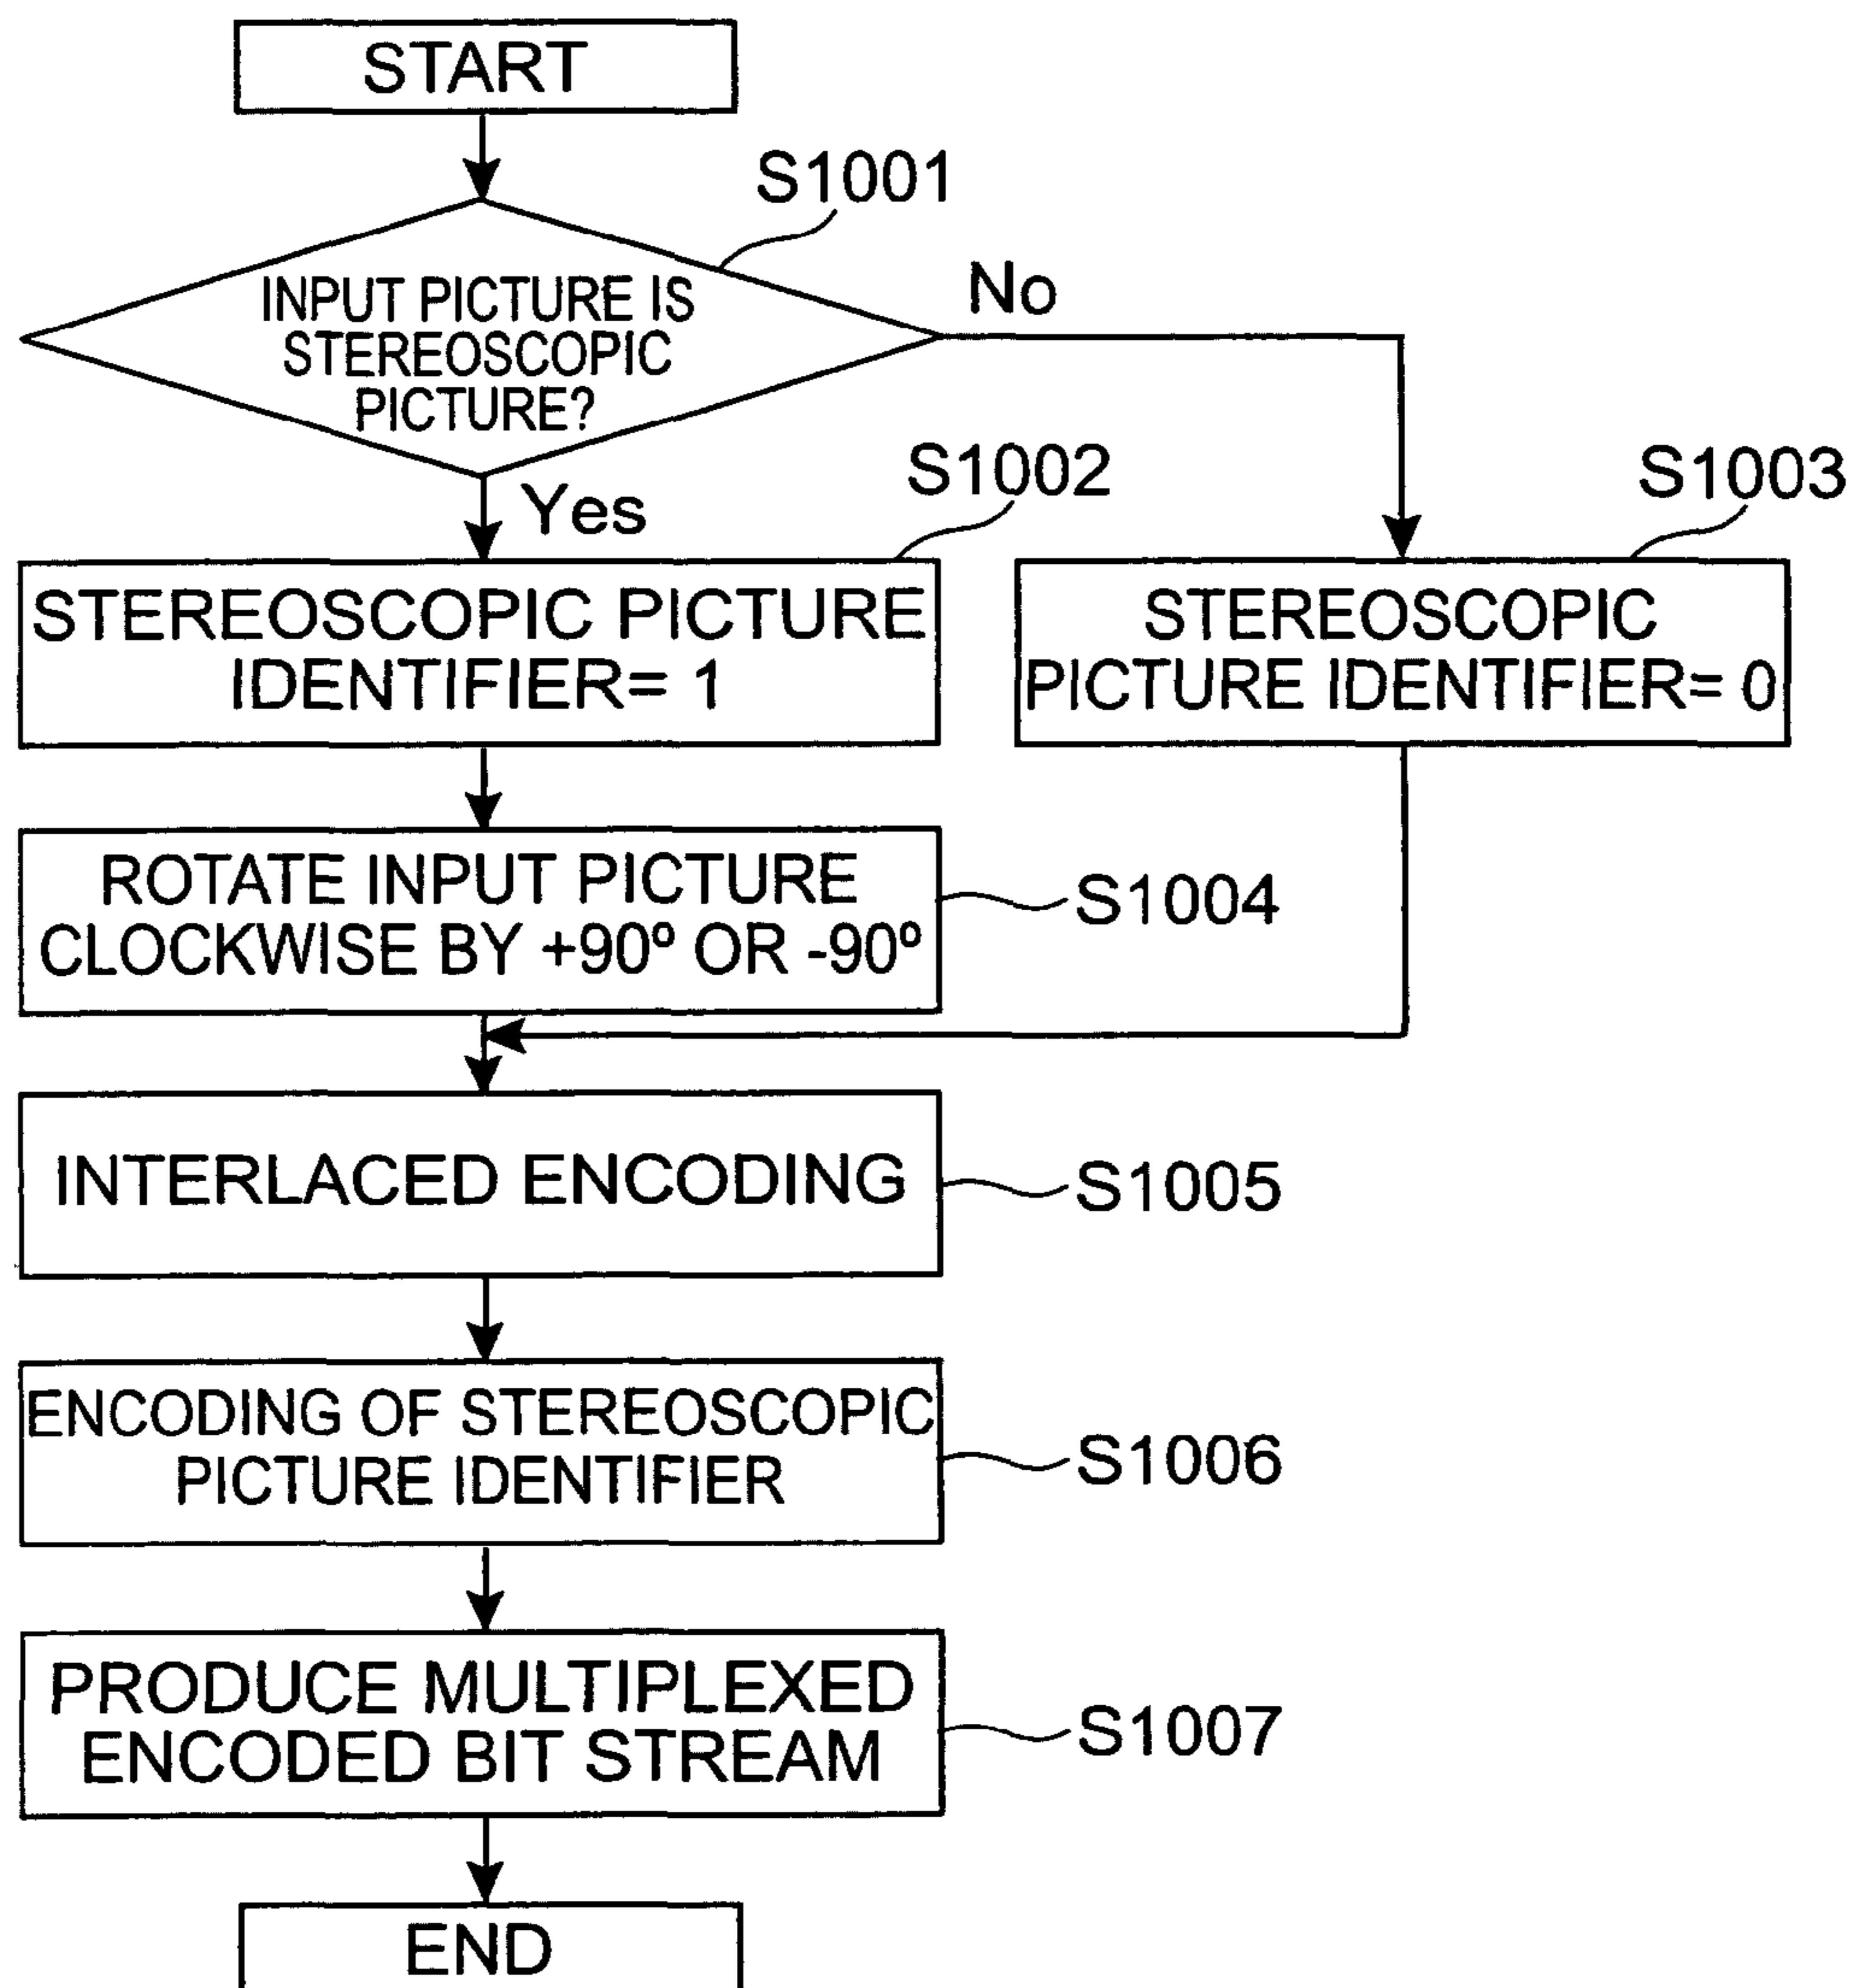 START
S1001
INPUT PICTURE IS
STEREOSCOPIC
PICTURE?
No
Yes
S1002
STEREOSCOPIC PICTURE
IDENTIFIER= 1
S1003
STEREOSCOPIC
PICTURE IDENTIFIER= 0
ROTATE INPUT PICTURE
CLOCKWISE BY +90º OR -90º
S1004
INTERLACED ENCODING
S1005
ENCODING OF STEREOSCOPIC
PICTURE IDENTIFIER
S1006
PRODUCE MULTIPLEXED
ENCODED BIT STREAM
S1007
END